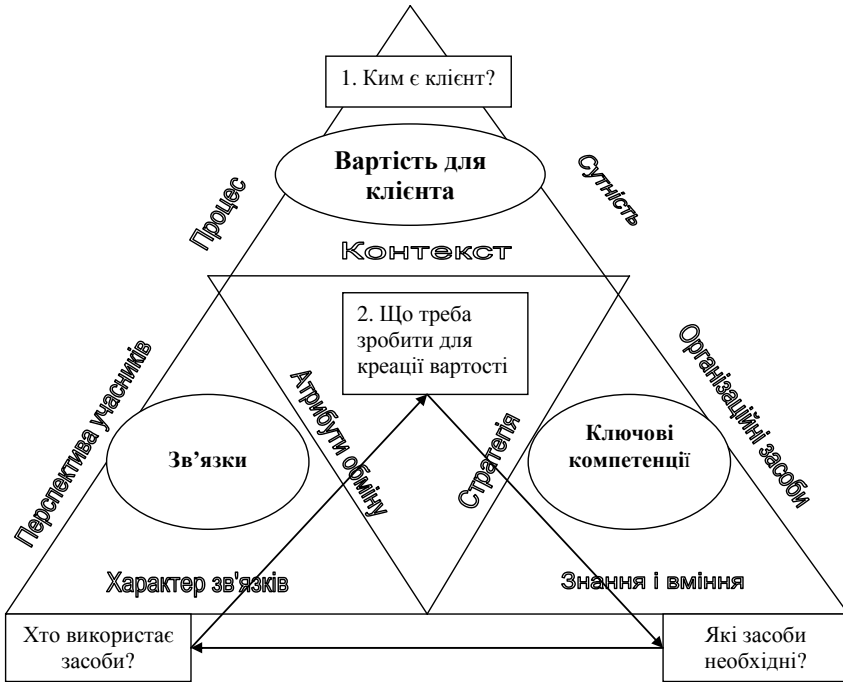 1. Ким є клієнт?
Вартість для
клієнта
Процес
Сутність
Контекст
2. Що треба
зробити для
креації вартості
Перспектива учасників
Атрибути обміну
Стратегія
Організаційні засоби
Зв’язки
Ключові
компетенції
Характер зв'язків
Знання і вміння
Хто використає
засоби?
Які засоби
необхідні?